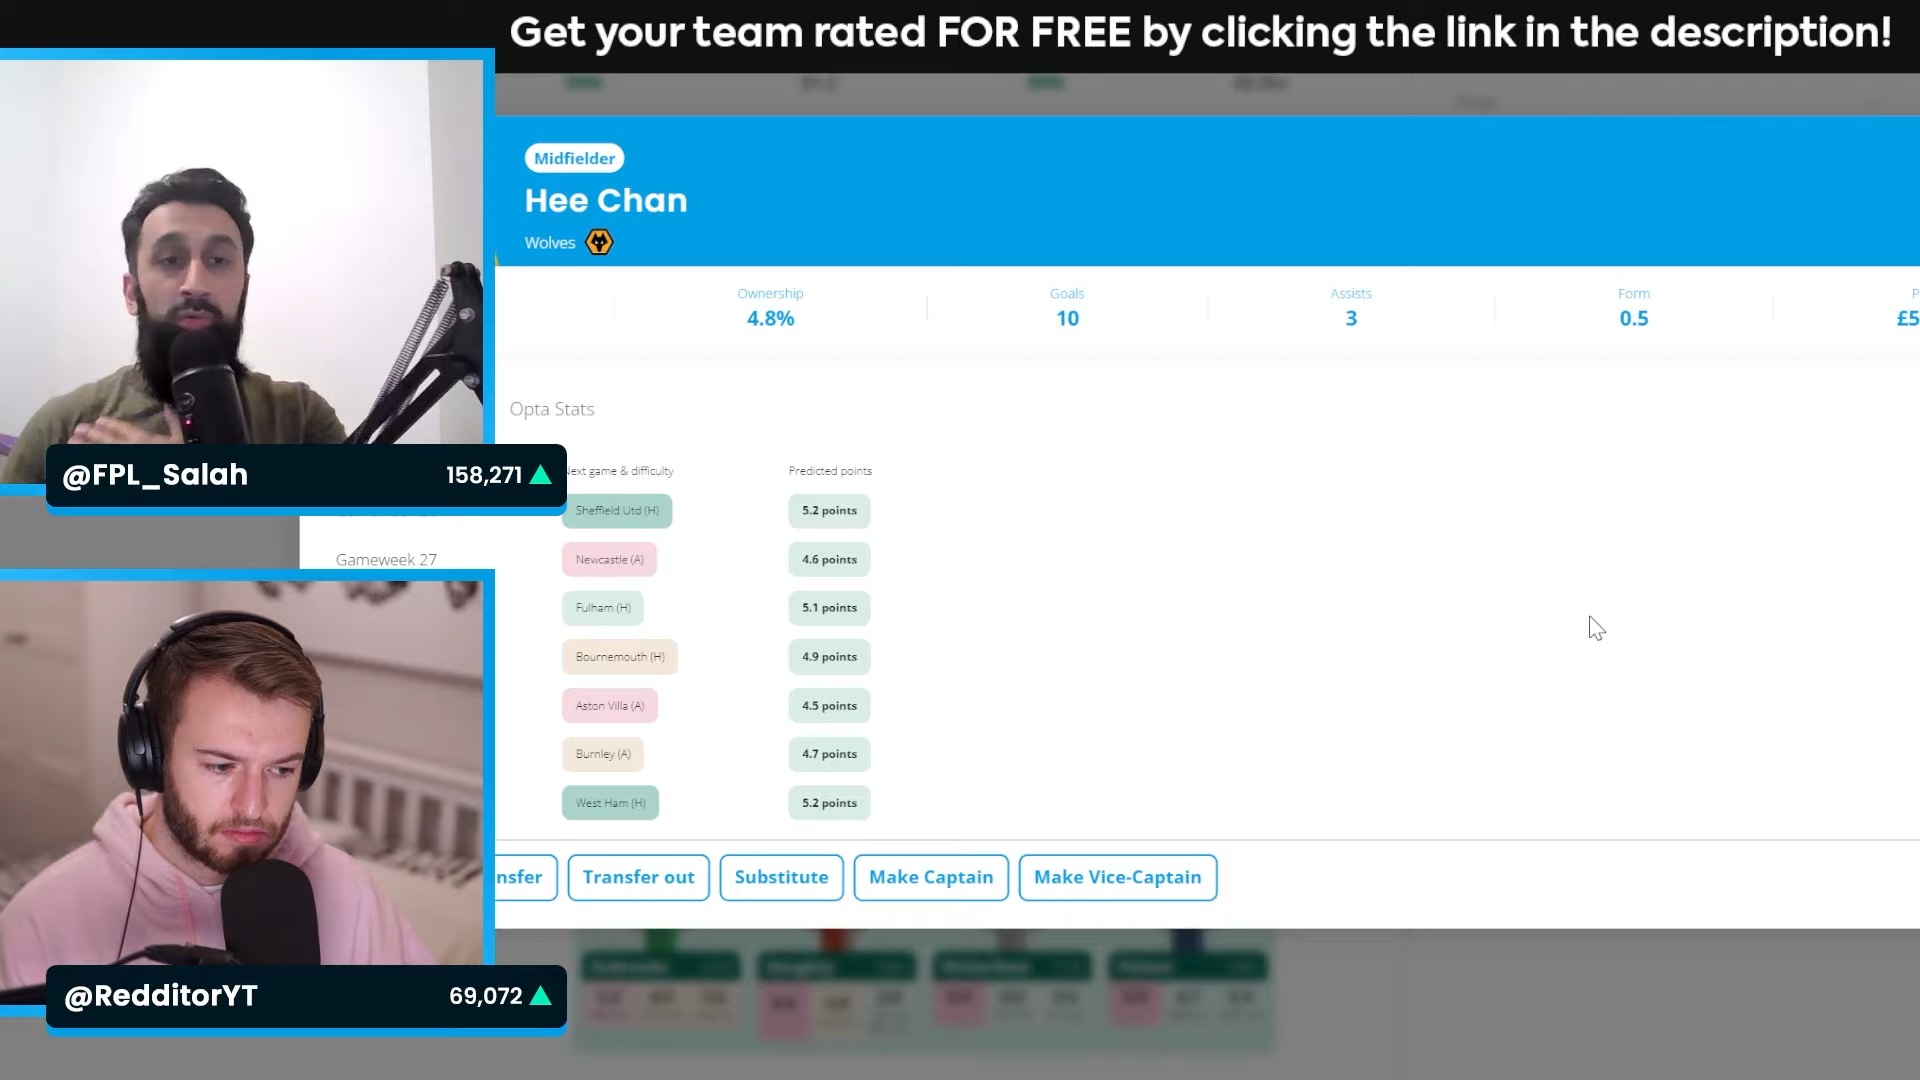 Get your team rated FOR FREE by clicking the link in the description!
Midfielder
Hee Chan
Wolves
Ownership
4.8%
Goals
10
Assists
3
Form
0.5
P
£5
Opta Stats
Next game & difficulty
Predicted points
Sheffield Utd (H)
5.2 points
Gameweek 27
Newcastle (A)
4.6 points
Fulham (H)
5.1 points
Bournemouth (H)
4.9 points
Aston Villa (A)
4.5 points
Burnley (A)
4.7 points
West Ham (H)
5.2 points
nsfer
Transfer out
Substitute
Make Captain
Make Vice-Captain
@FPL_Salah
158,271
@RedditorYT
69,072